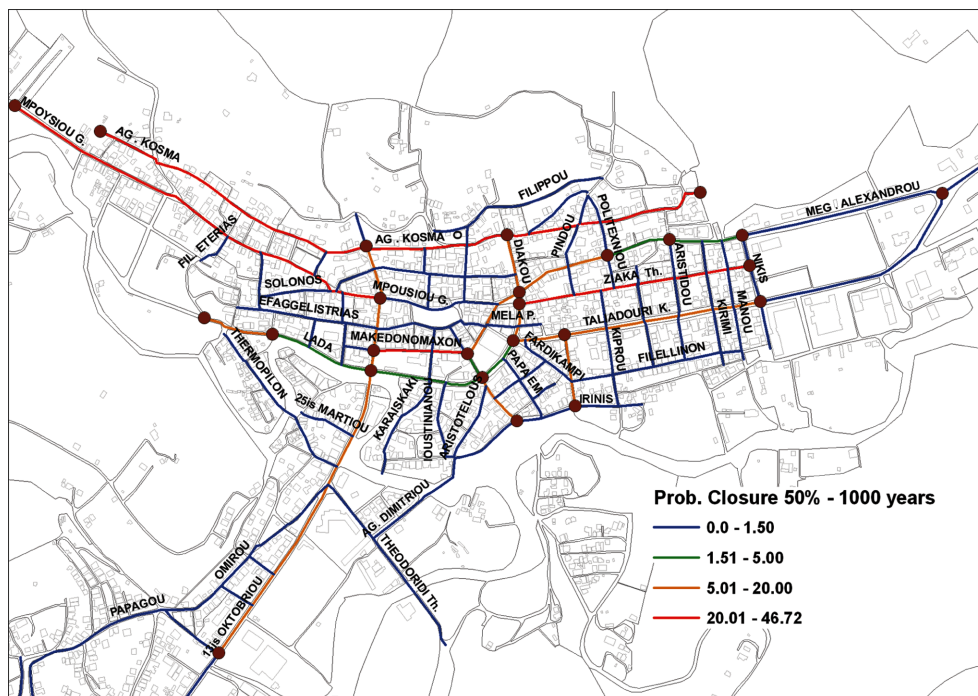 MPOYSIOU G.
AG . KOSMA
FILIPPOU
MEG . ALEXANDROU
FIL. ETERIAS
AG . KOSMA O
DIAKOU
PINDOU
POLITEXNOU
ARISTIDOU
NIKIS
SOLONOS
MPOUSIOU G.
ZIAKA Th.
EFAGGELISTRIAS
MELA P.
TALIADOURI K.
KIRIMI
MANOU
LADA
MAKEDONOMAXON
KARDIKAMPI
KIPROU
FILELLINON
THERMOPILON
PAPA EM.
25is MARTIOU
KARAISKAKI
IOUSTINIANOU
ARISTOTELOUS
IRINIS
AG. DIMITRIOU
THEODORIDI Th.
OMIROU
PAPAGOU
13is OKTOBRIOU
Prob. Closure 50% - 1000 years
0.0 - 1.50
1.51 - 5.00
5.01 - 20.00
20.01 - 46.72